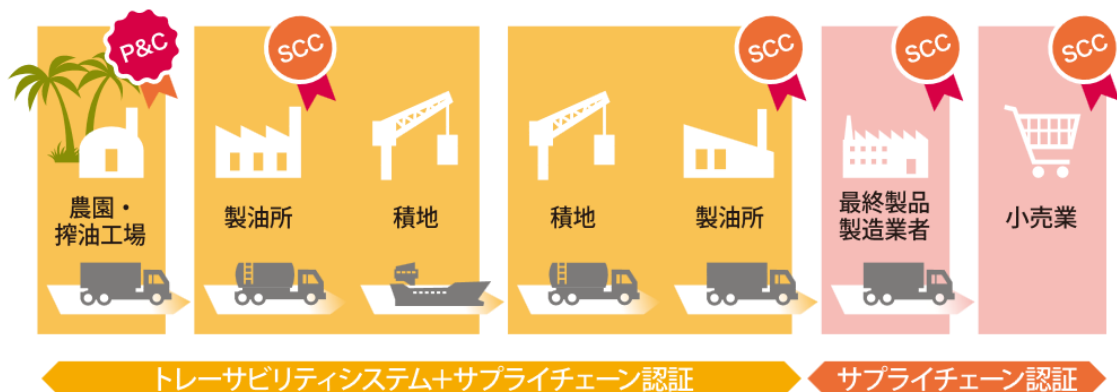 P&C
SCC
SCC
SCC
SCC
農園・
搾油工場
製油所
積地
積地
製油所
最終製品
製造業者
小売業
トレーサビリティシステム＋サプライチェーン認証
サプライチェーン認証